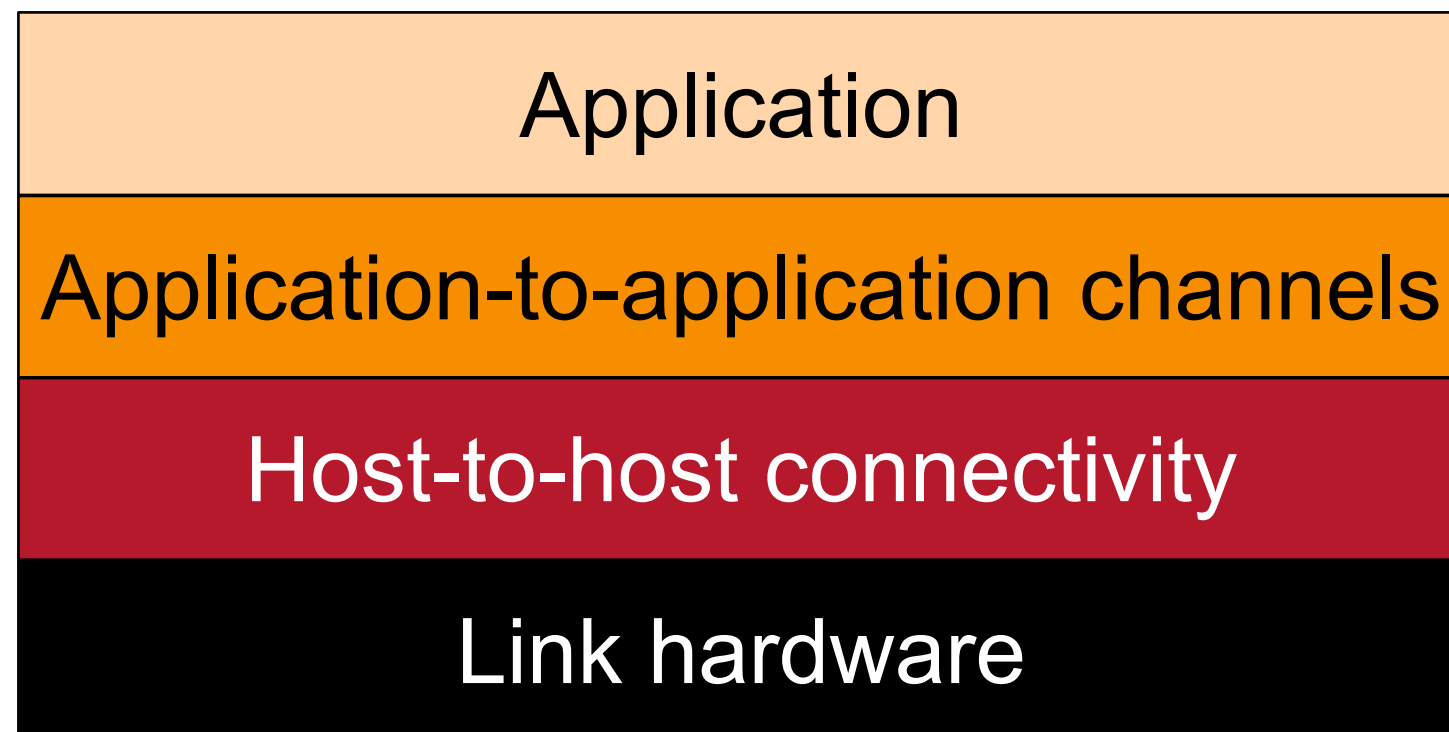 Application
Application-to-application channels
Host-to-host connectivity
Link hardware